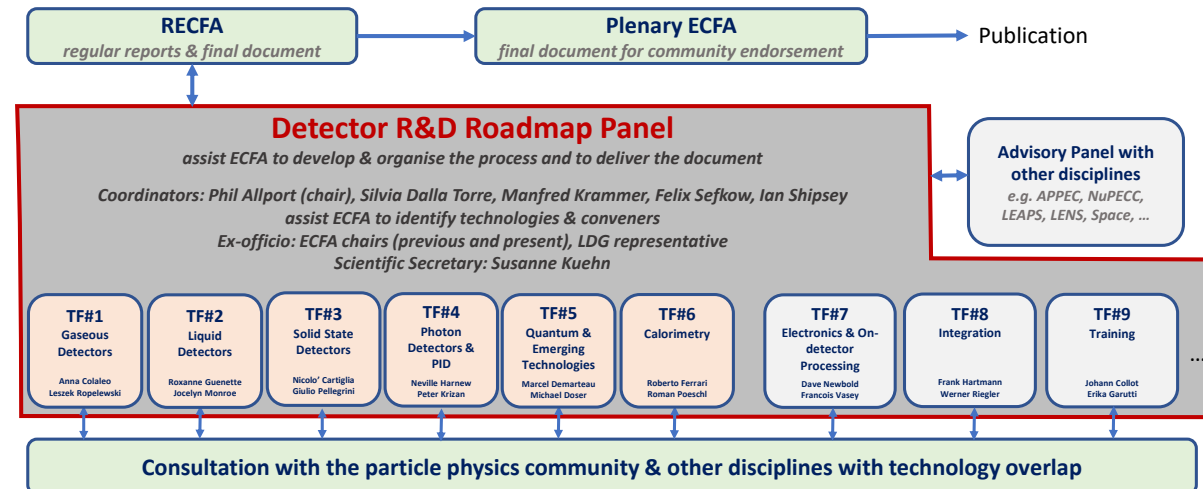 RECFA
regular reports & final document
Plenary ECFA
final document for community endorsement
Publication
Detector R&D Roadmap Panel
assist ECFA to develop & organise the process and to deliver the document
Coordinators: Phil Allport (chair), Silvia Dalla Torre, Manfred Krammer, Felix Sefkow, Ian Shipsey
assist ECFA to identify technologies & conveners
Ex-officio: ECFA chairs (previous and present), LDG representative
Scientific Secretary: Susanne Kuehn
Advisory Panel with
other disciplines
e.g. APPEC, NuPECC,
LEAPS, LENS, Space, ...
TF#1
Gaseous
Detectors
Anna Colaleo
Leszek Ropelewski
TF#2
Liquid
Detectors
Roxanne Guenette
Jocelyn Monroe
TF#3
Solid State
Detectors
Nicolo' Cartiglia
Giulio Pellegrini
TF#4
Photon
Detectors &
PID
Neville Harnew
Peter Krizan
TF#5
Quantum &
Emerging
Technologies
Marcel Demarteau
Michael Doser
TF#6
Calorimetry
Roberto Ferrari
Roman Poeschl
TF#7
Electronics & On-
detector
Processing
Dave Newbold
Francois Vasey
TF#8
Integration
Frank Hartmann
Werner Riegler
TF#9
Training
Johann Collot
Erika Garutti
...
Consultation with the particle physics community & other disciplines with technology overlap